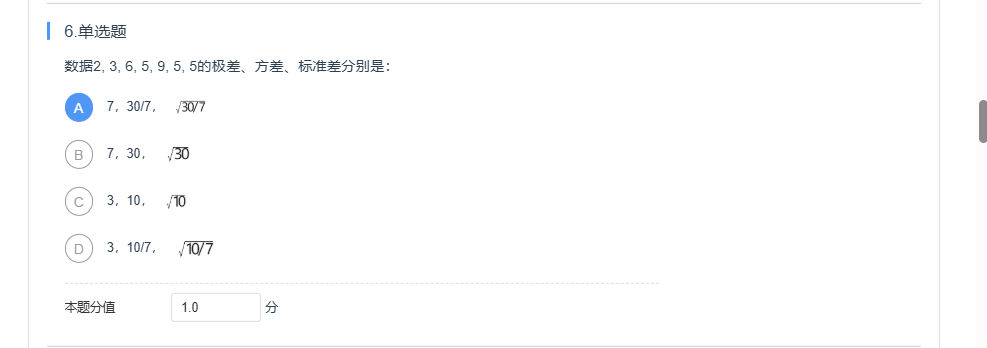 6.单选题
数据2, 3, 6, 5, 9, 5, 5的极差、方差、标准差分别是：
A 7，30/7， √30/7
B 7，30， √30
C 3，10， √10
D 3，10/7， √10/7
本题分值 1.0 分